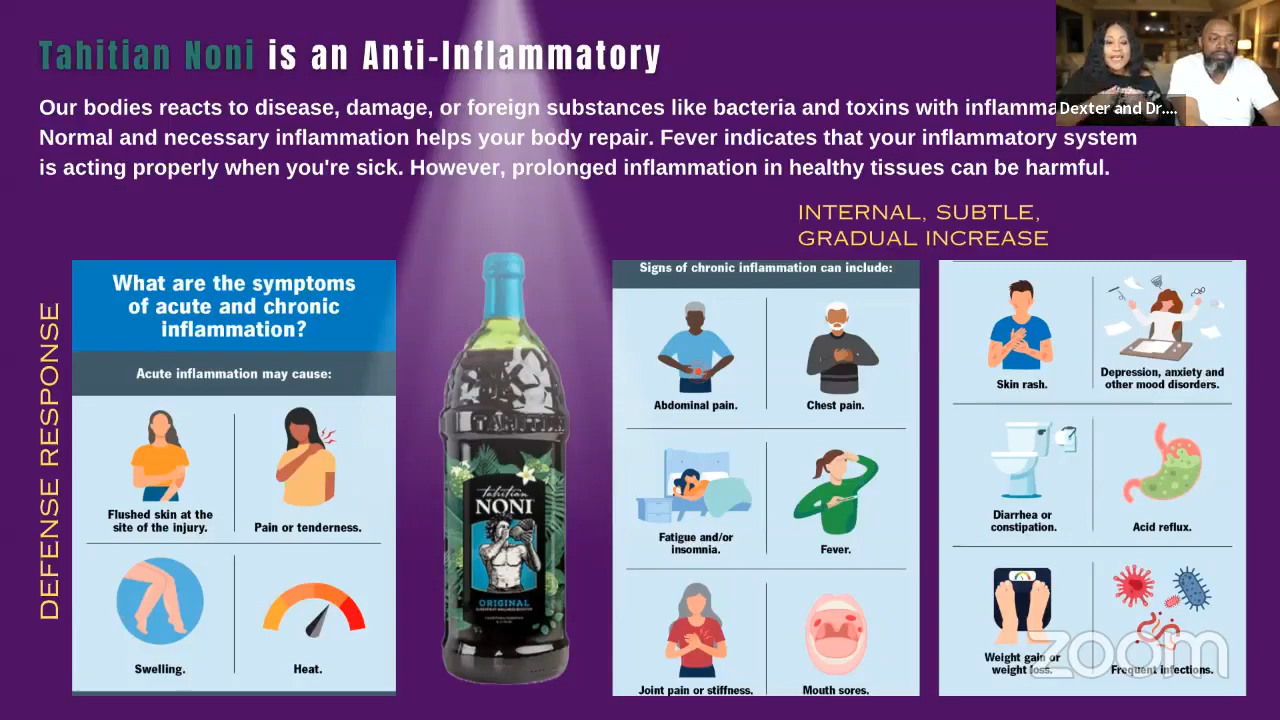 Tahitian Noni is an Anti-Inflammatory
Our bodies reacts to disease, damage, or foreign substances like bacteria and toxins with inflamma
Normal and necessary inflammation helps your body repair. Fever indicates that your inflammatory system
is acting properly when you're sick. However, prolonged inflammation in healthy tissues can be harmful.
Dexter and Dr....
INTERNAL, SUBTLE,
GRADUAL INCREASE
DEFENSE RESPONSE
What are the symptoms
of acute and chronic
inflammation?
Acute inflammation may cause:
Flushed skin at the
site of the injury.
Pain or tenderness.
Swelling.
Heat.
TAHITIAN
tahitian
NONI
ORIGINAL
Signs of chronic inflammation can include:
Abdominal pain.
Chest pain.
Fatigue and/or
insomnia.
Fever.
Joint pain or stiffness.
Mouth sores.
Skin rash.
Depression, anxiety and
other mood disorders.
Diarrhea or
constipation.
Acid reflux.
Weight gain or
weight loss.
Frequent infections.
zoom